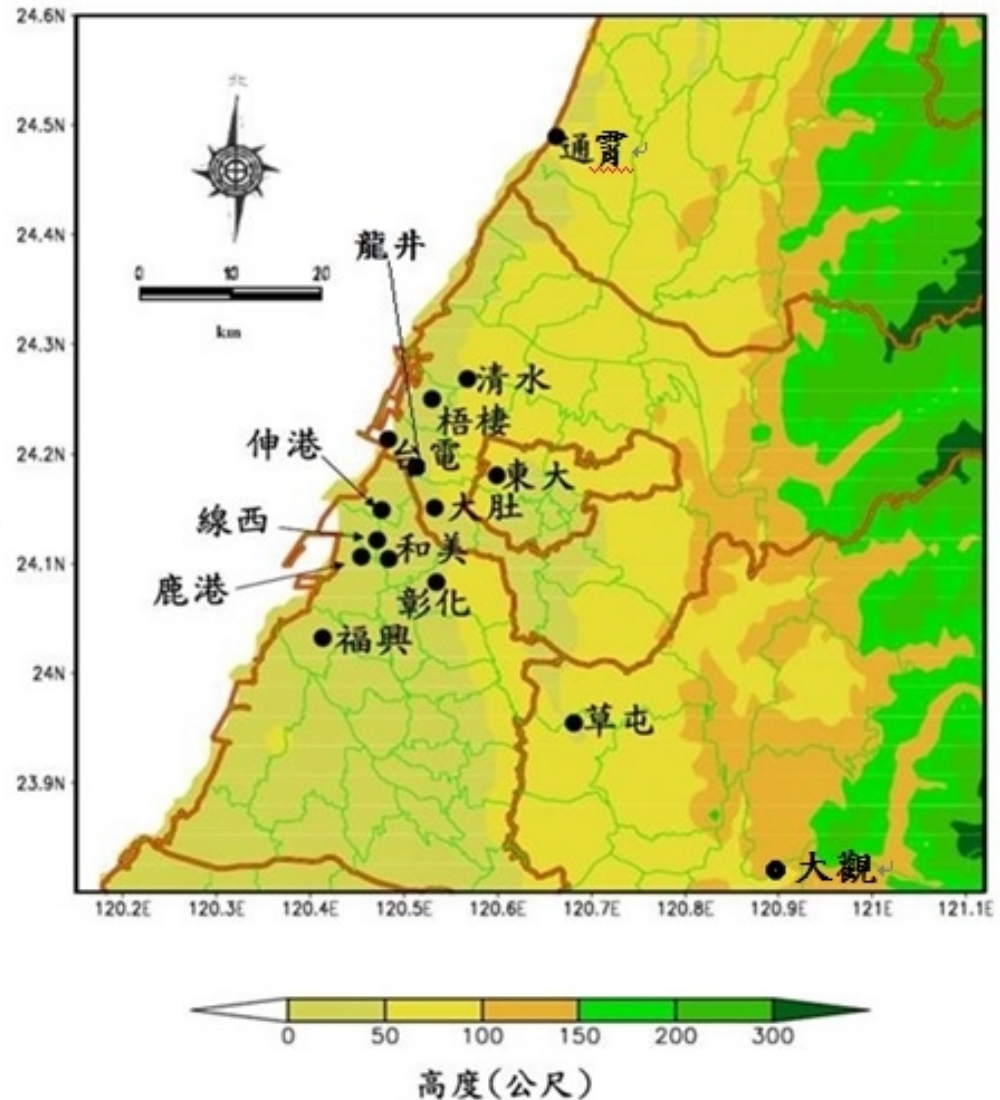 24.6N
24.5N
24.4N
24.3N
24.2N
24.1N
24N
23.9N
北
0 10 20
km
通霄
龍井
清水
梧棲
伸港
台電
東大
大肚
線西
和美
鹿港
彰化
福興
草屯
大觀
120.2E 120.3E 120.4E 120.5E 120.6E 120.7E 120.8E 120.9E 121E 121.1E
0 50 100 150 200 300
高度(公尺)